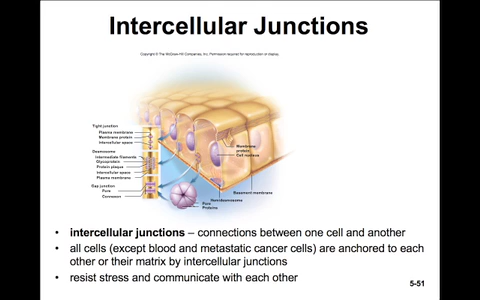 Intercellular Junctions
Copyright © The McGraw-Hill Companies, Inc. Permission required for reproduction or display.
Tight junction
Plasma membrane
Membrane protein
Intercellular space
Desmosome
Intermediate filaments
Glycoprotein
Protein plaque
Intercellular space
Plasma membrane
Gap junction
Pore
Connexon
Membrane
protein
Cell nucleus
Basement membrane
Hemidesmosome
Pore
Proteins
• intercellular junctions – connections between one cell and another
• all cells (except blood and metastatic cancer cells) are anchored to each
other or their matrix by intercellular junctions
• resist stress and communicate with each other
5-51